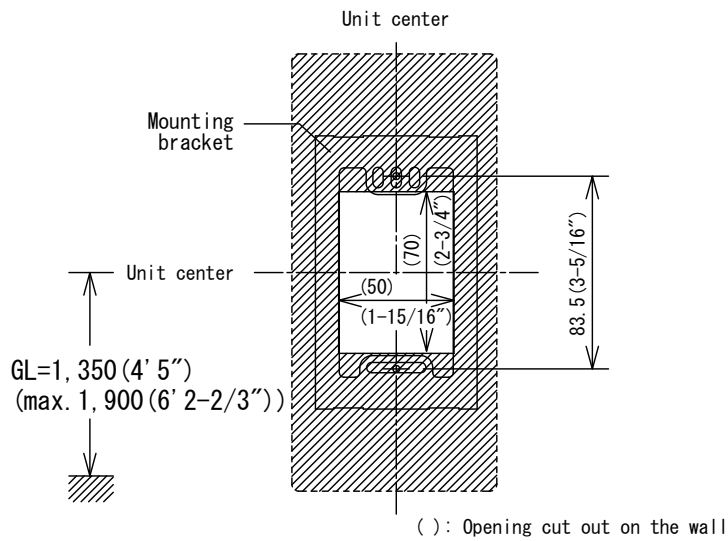 Unit center
Mounting
bracket
(70)
(2-3/4")
83.5(3-5/16")
Unit center
(50)
(1-15/16")
GL=1,350(4'5")
(max.1,900(6'2-2/3"))
( ): Opening cut out on the wall